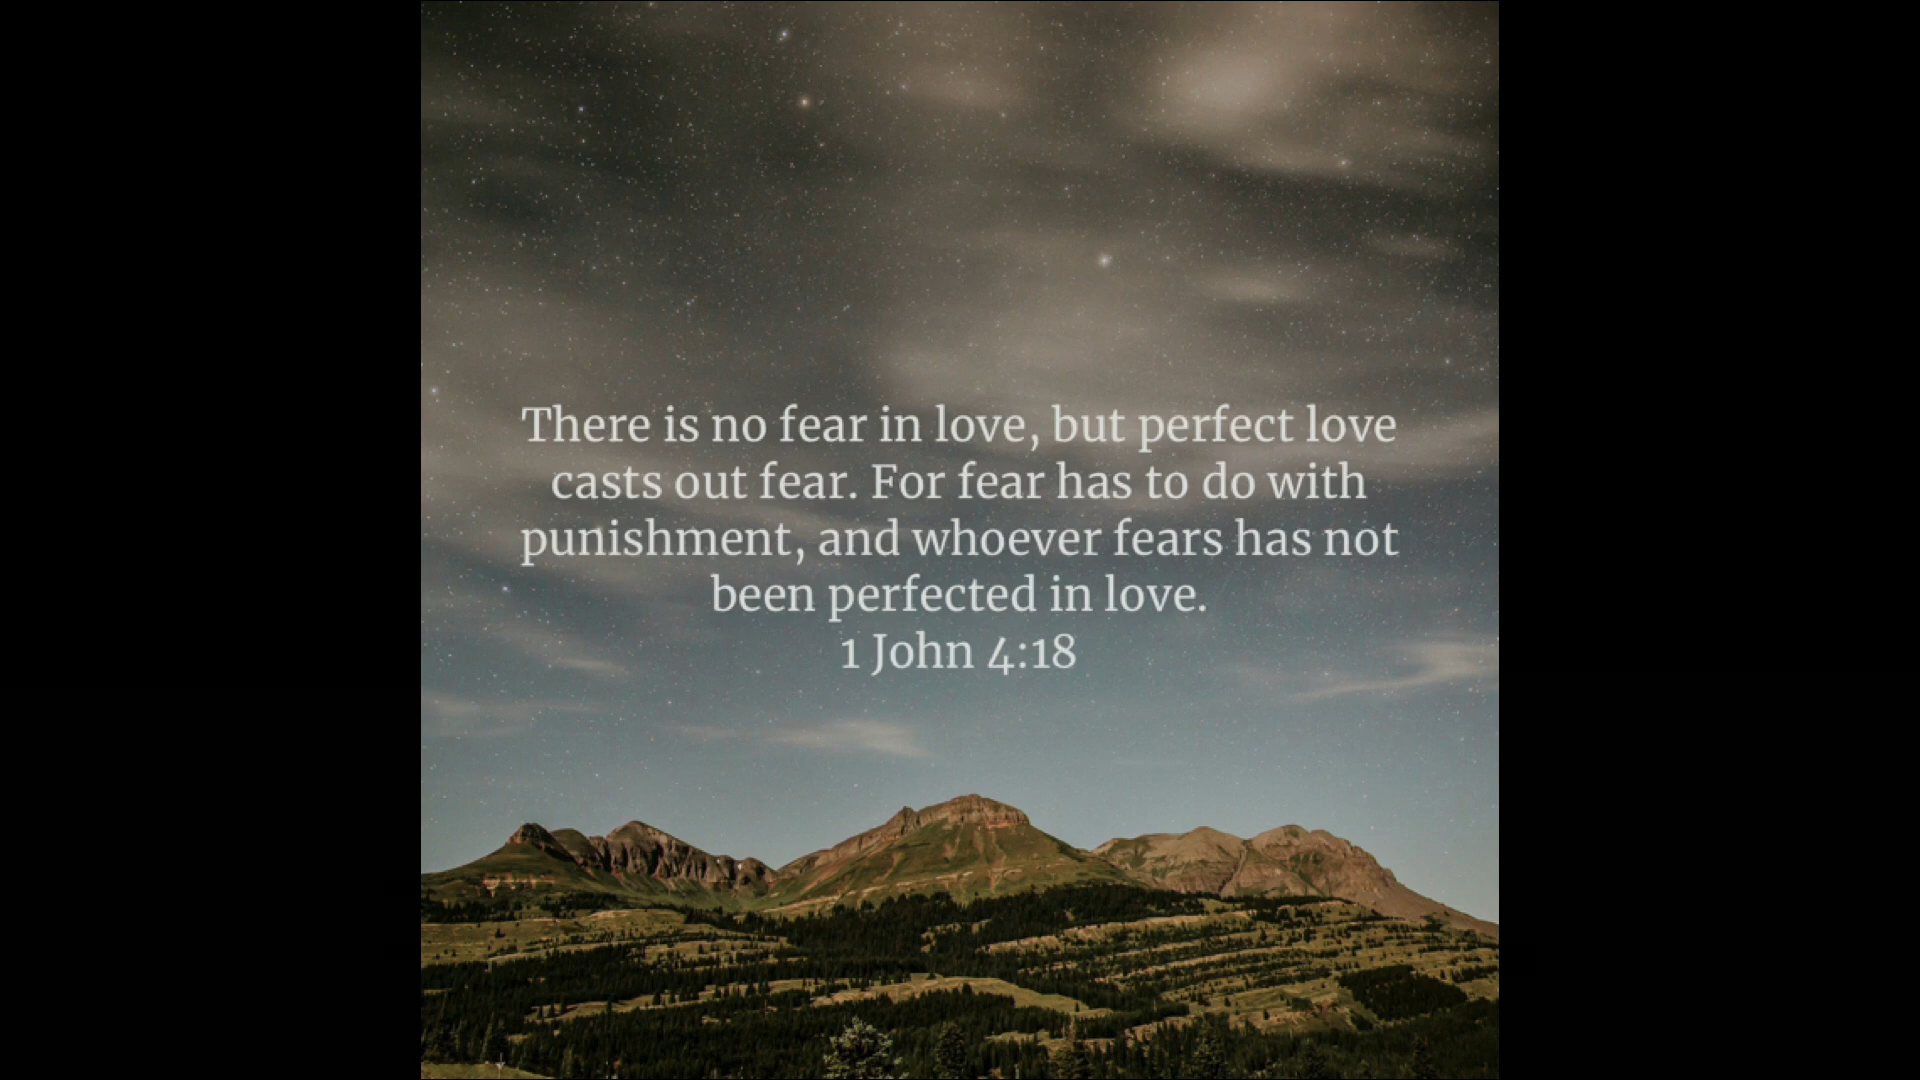 There is no fear in love, but perfect love
casts out fear. For fear has to do with
punishment, and whoever fears has not
been perfected in love.
1 John 4:18